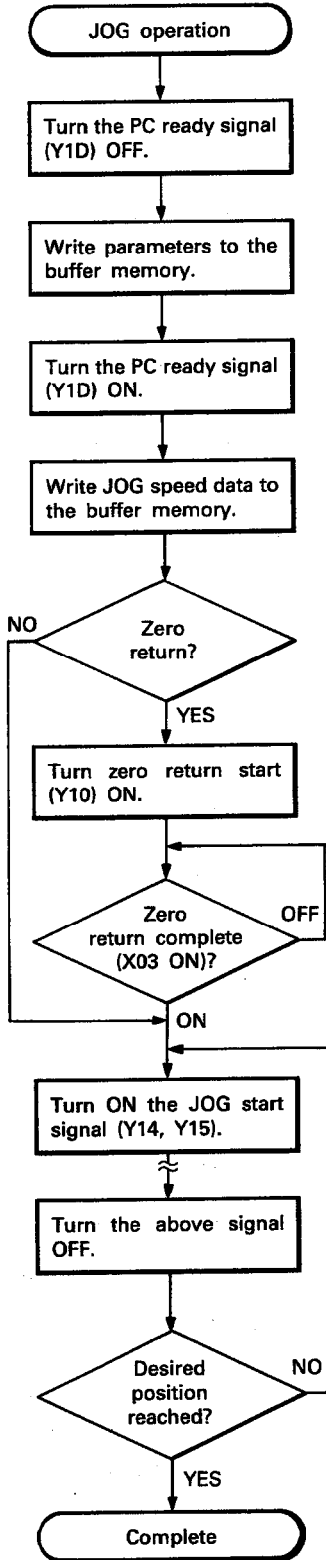 JOG operation
Turn the PC ready signal
(Y1D) OFF.
Write parameters to the
buffer memory.
Turn the PC ready signal
(Y1D) ON.
Write JOG speed data to
the buffer memory.
NO
Zero
return?
YES
Turn zero return start
(Y10) ON.
Zero
return complete
(X03 ON)?
OFF
ON
Turn ON the JOG start
signal (Y14, Y15).
Turn the above signal
OFF.
Desired
position
reached?
NO
YES
Complete